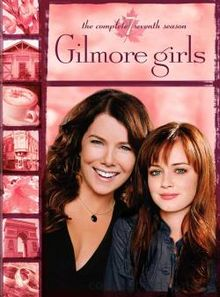 the complete seventh season
Gilmore girls